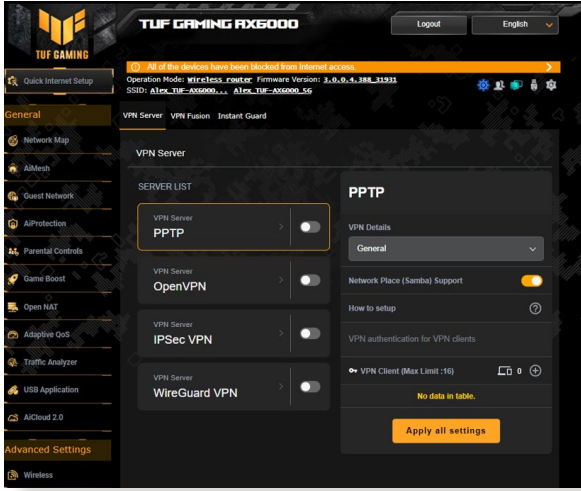 TUF GAMING
TUF GAMING AX6000
Logout
English
All of the devices have been blocked from Internet access.
Quick Internet Setup
Operation Mode: Wireless router Firmware Version: 3.0.0.4.388_31931
SSID: Alex_TUF-AX6000... Alex_TUF-AX6000_5G
General
VPN Server VPN Fusion Instant Guard
Network Map
AiMesh
Guest Network
AiProtection
Parental Controls
Game Boost
Open NAT
Adaptive QoS
Traffic Analyzer
USB Application
AiCloud 2.0
Advanced Settings
Wireless
VPN Server
SERVER LIST
VPN Server
PPTP
VPN Server
OpenVPN
VPN Server
IPSec VPN
VPN Server
WireGuard VPN
PPTP
VPN Details
General
Network Place (Samba) Support
How to setup
VPN authentication for VPN clients
VPN Client (Max Limit :16) 0
No data in table.
Apply all settings